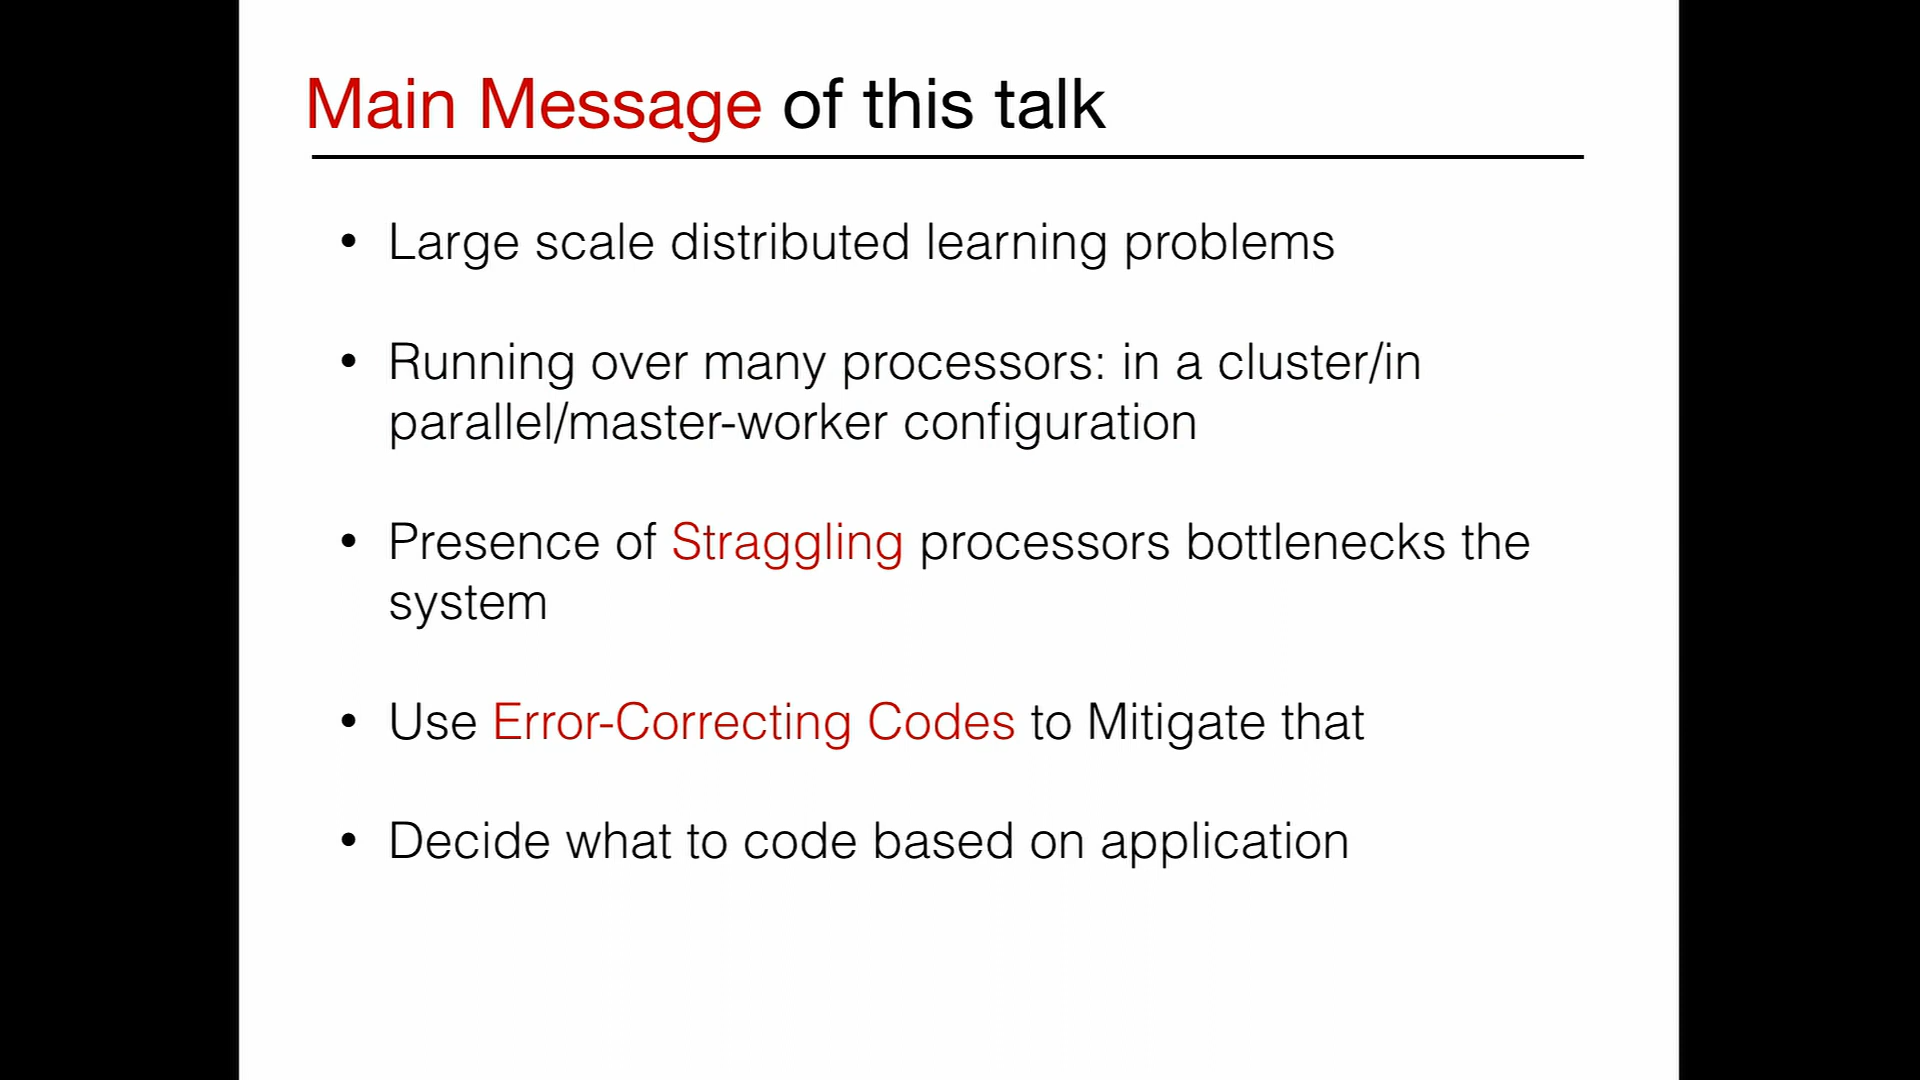 Main Message of this talk
• Large scale distributed learning problems
• Running over many processors: in a cluster/in
parallel/master-worker configuration
• Presence of Straggling processors bottlenecks the
system
• Use Error-Correcting Codes to Mitigate that
• Decide what to code based on application